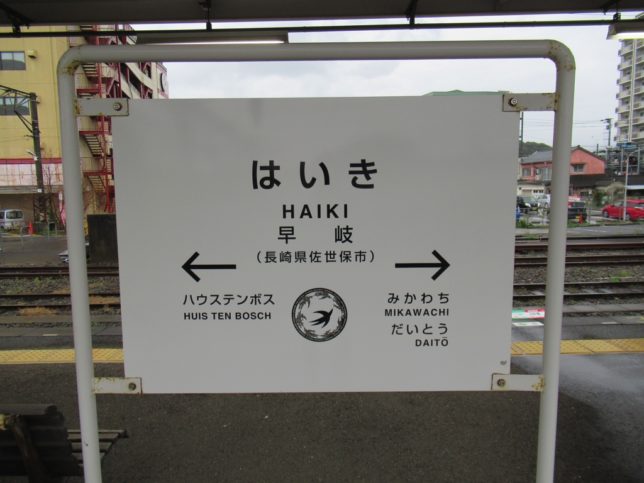 はいき
HAIKI
早岐
(長崎県佐世保市)
ハウステンボス
HUIS TEN BOSCH
みかわち
MIKAWACHI
だいとう
DAITŌ